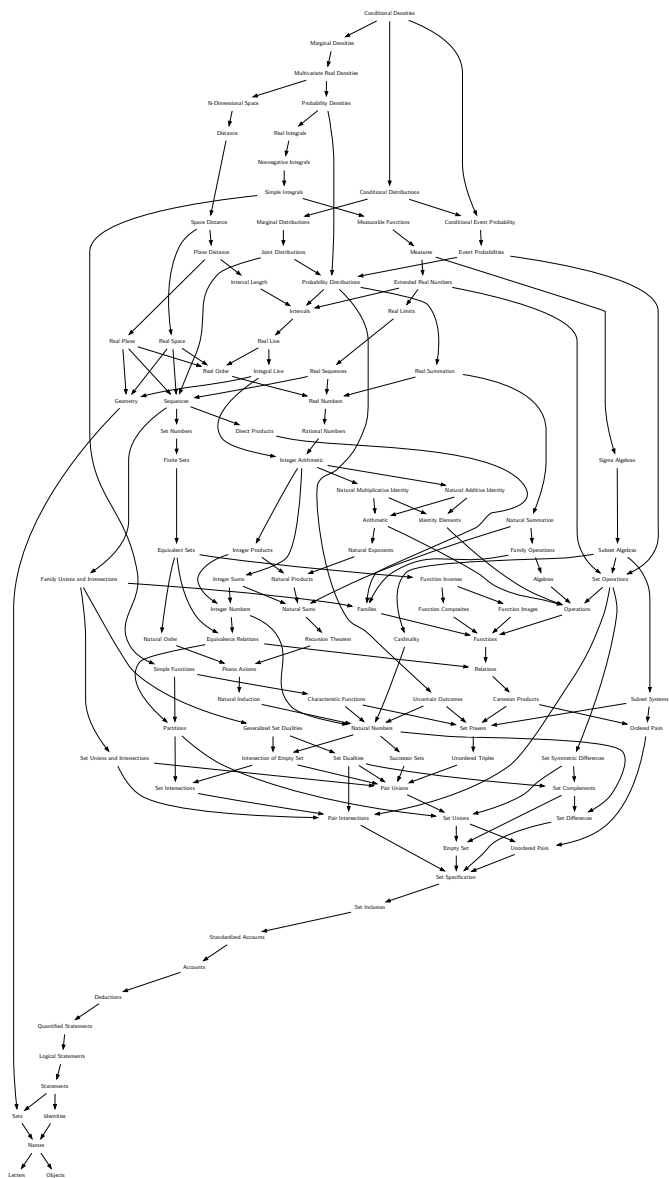 Conditional Densities
Marginal Densities
Multivariate Real Densities
N-Dimensional Space Probability Densities
Distance Real Integrals
Nonnegative Integrals
Simple Integrals Conditional Distributions
Space Distance Marginal Distributions Measurable Functions Conditional Event Probability
Plane Distance Joint Distributions Measures Event Probabilities
Interval Length Probability Distributions Extended Real Numbers
Intervals Real Limits
Real Plane Real Space Real Line
Real Order Integral Line Real Sequences Real Summation
Geometry Sequences Real Numbers
Set Numbers Direct Products Rational Numbers
Finite Sets Integer Arithmetic Sigma Algebras
Natural Multiplicative Identity Natural Additive Identity
Arithmetic Identity Elements Natural Summation
Equivalent Sets Integer Products Natural Exponents Family Operations Subset Algebras
Family Unions and Intersections Integer Sums Natural Products Function Inverses Algebras Set Operations
Integer Numbers Natural Sums Families Function Composites Function Images Operations
Natural Order Equivalence Relations Recursion Theorem Cardinality Functions
Simple Functions Peano Axioms Relations
Natural Induction Characteristic Functions Uncertain Outcomes Cartesian Products Subset Systems
Partitions Generalized Set Dualities Natural Numbers Set Powers Ordered Pairs
Set Unions and Intersections Intersection of Empty Set Set Dualities Successor Sets Unordered Triples Set Symmetric Differences
Set Intersections Pair Unions Set Complements
Pair Intersections Set Unions Set Differences
Empty Set Unordered Pairs
Set Specification
Set Inclusion
Standardized Accounts
Accounts
Deductions
Quantified Statements
Logical Statements
Statements
Sets Identities
Names
Letters Objects